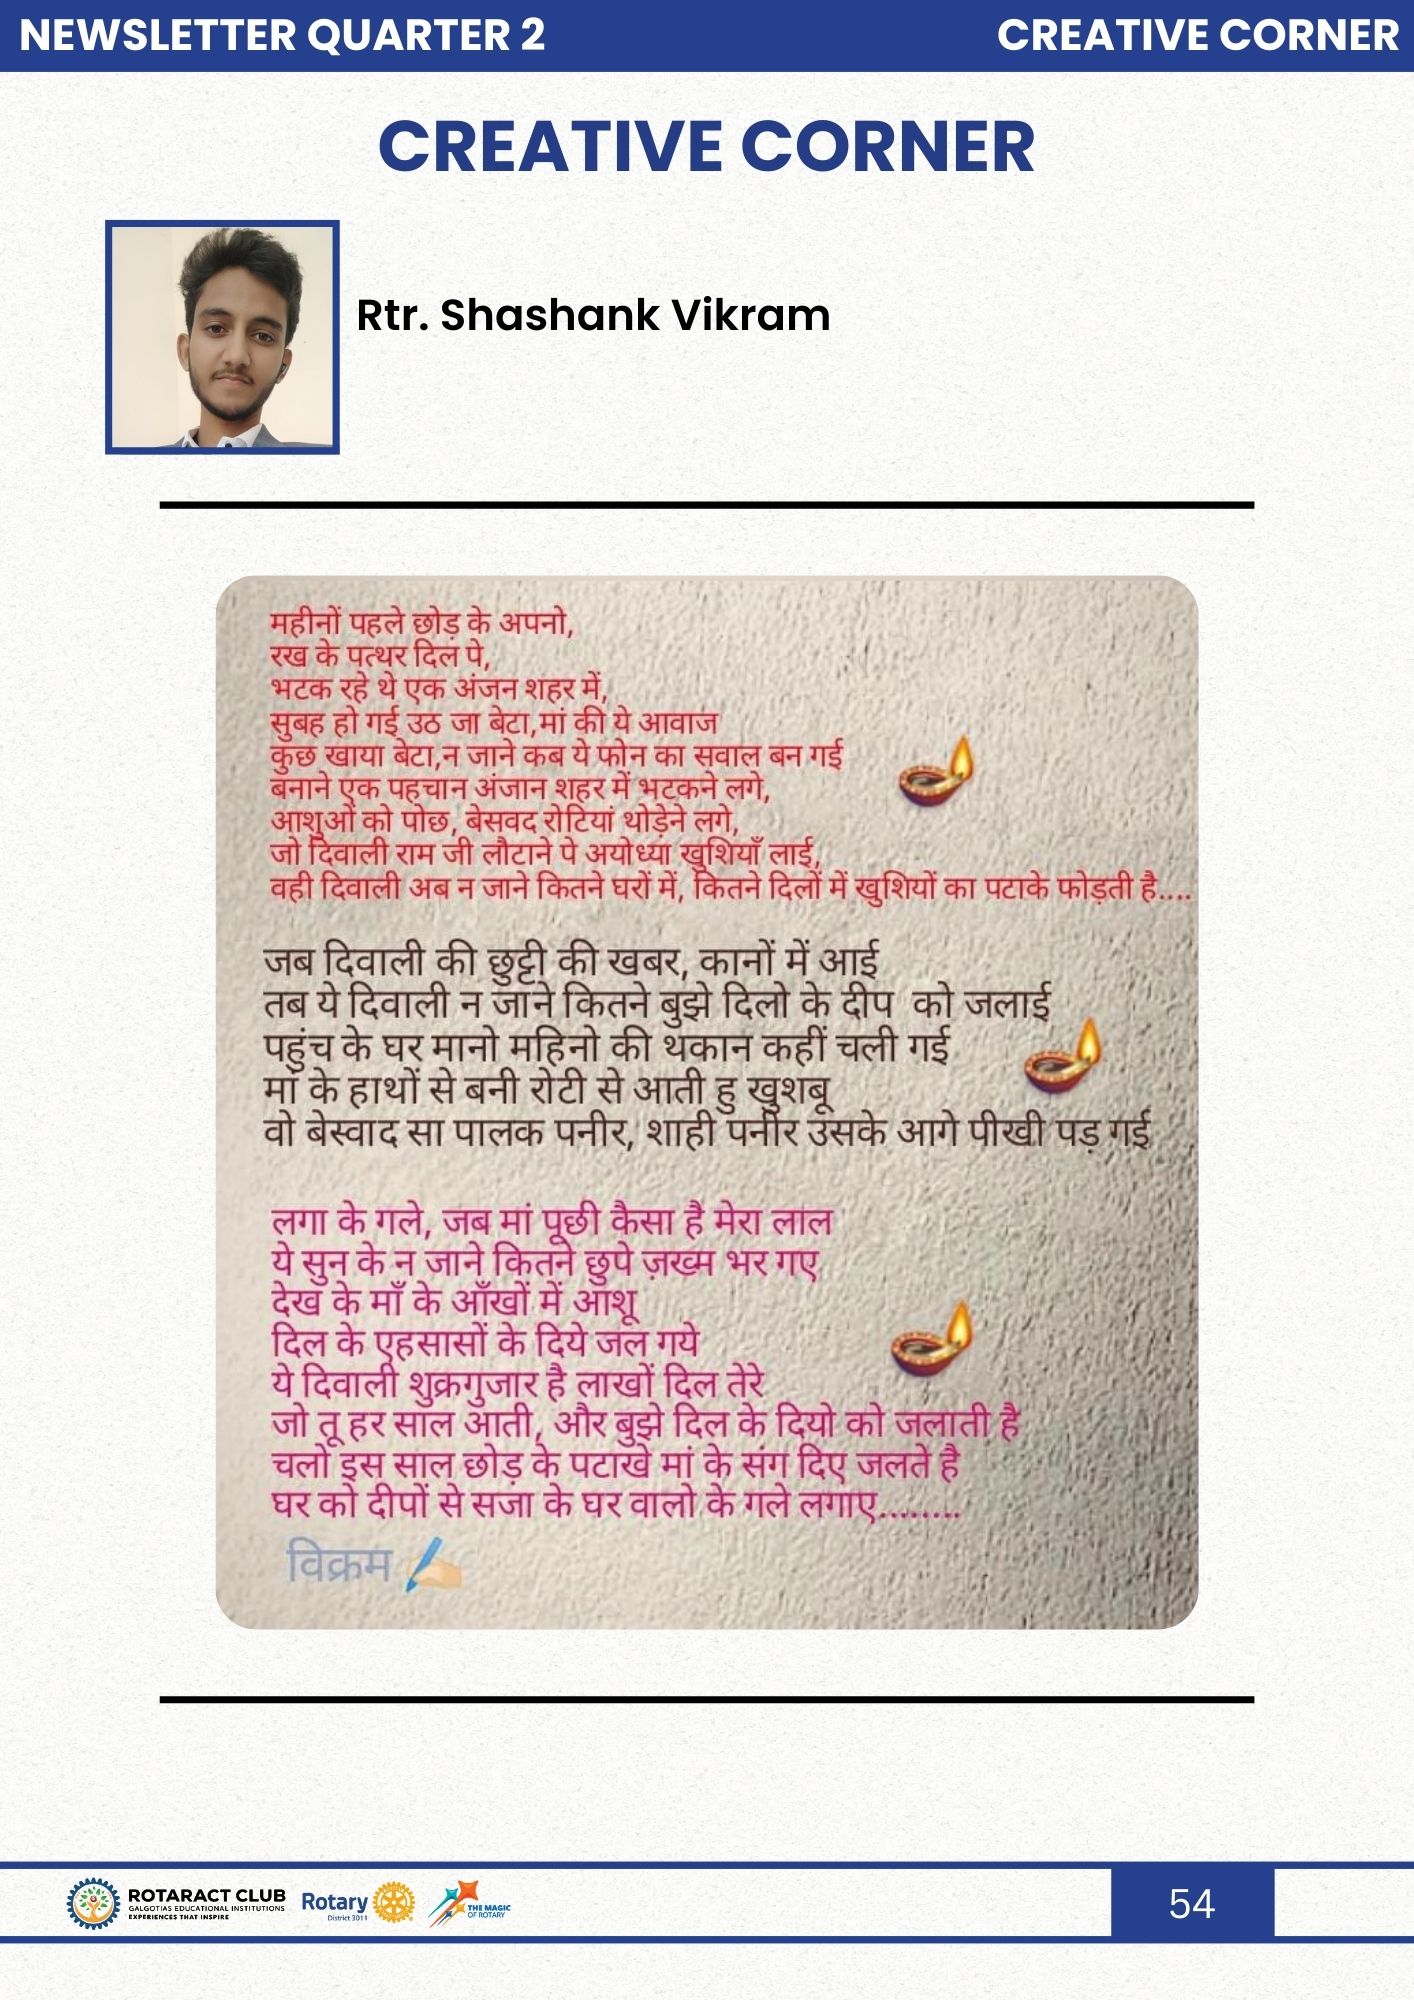 NEWSLETTER QUARTER 2
CREATIVE CORNER
CREATIVE CORNER
Rtr. Shashank Vikram
महीनों पहले छोड़ के अपनो,
रख के पत्थर दिल पे,
भटक रहे थे एक अंजन शहर में,
सुबह हो गई उठ जा बेटा,मां की ये आवाज
कुछ खाया बेटा,न जाने कब ये फोन का सवाल बन गई
बनाने एक पहचान अंजान शहर में भटकने लगे,
आशुओं को पोछ, बेसवद रोटियां थोड़ेने लगे,
जो दिवाली राम जी लौटाने पे अयोध्या खुशियाँ लाई,
वही दिवाली अब न जाने कितने घरों में, कितने दिलों में खुशियों का पटाके फोड़ती है....
जब दिवाली की छुट्टी की खबर, कानों में आई
तब ये दिवाली न जाने कितने बुझे दिलो के दीप को जलाई
पहुंच के घर मानो महिनो की थकान कहीं चली गई
मां के हाथों से बनी रोटी से आती हु खुशबू
वो बेस्वाद सा पालक पनीर, शाही पनीर उसके आगे पीखी पड़ गई
लगा के गले, जब मां पूछी कैसा है मेरा लाल
ये सुन के न जाने कितने छुपे ज़ख्म भर गए
देख के माँ के आँखों में आंशू
दिल के एहसासों के दिये जल गये
ये दिवाली शुक्रगुजार है लाखों दिल तेरे
जो तू हर साल आती, और बुझे दिल के दियो को जलाती है
चलो इस साल छोड़ के पटाखे मां के संग दिए जलते है
घर को दीपों से सजा के घर वालो के गले लगाए........
विक्रम
ROTARACT CLUB
GALGOTIAS EDUCATIONAL INSTITUTIONS
EXPERIENCES THAT INSPIRE
Rotary
District 3011
THE MAGIC
OF ROTARY
54